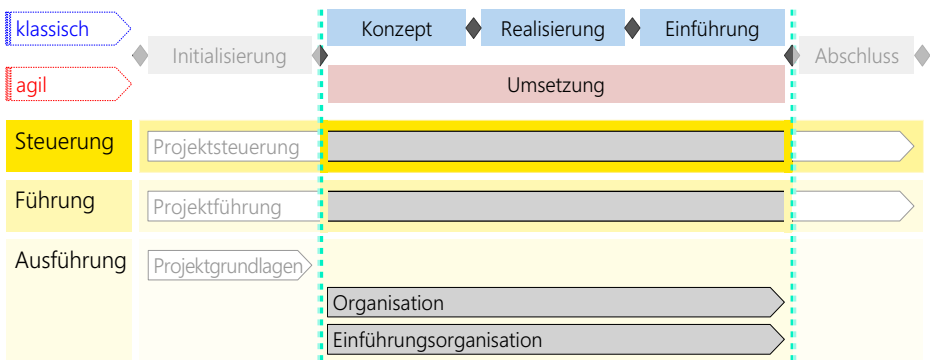 klassisch
Konzept
Realisierung
Einführung
Initialisierung
Abschluss
agil
Umsetzung
Steuerung
Projektsteuerung
Führung
Projektführung
Ausführung
Projektgrundlagen
Organisation
Einführungsorganisation